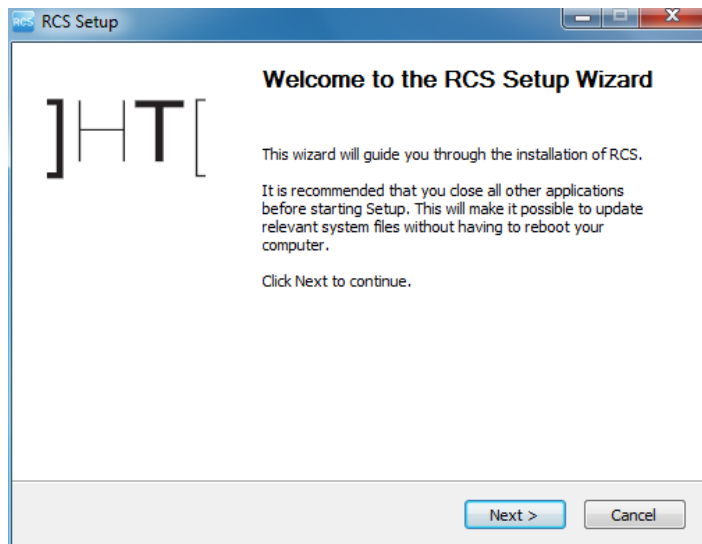 RCS RCS Setup
Welcome to the RCS Setup Wizard
]HT[
This wizard will guide you through the installation of RCS.
It is recommended that you close all other applications
before starting Setup. This will make it possible to update
relevant system files without having to reboot your
computer.
Click Next to continue.
Next >
Cancel